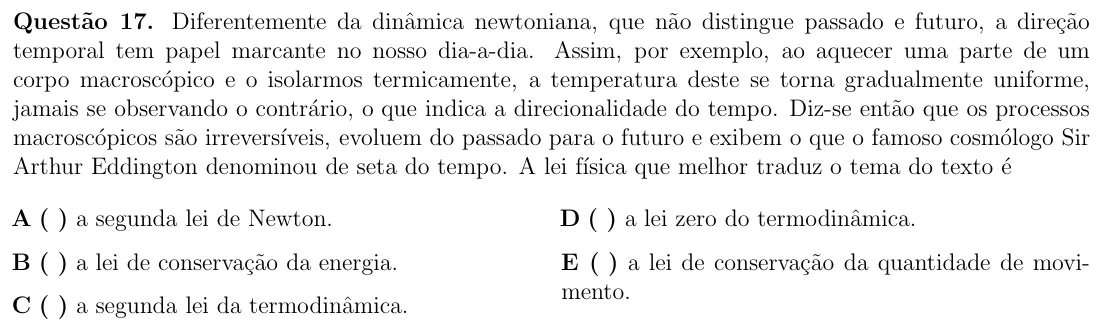 Questão 17. Diferentemente da dinâmica newtoniana, que não distingue passado e futuro, a direção
temporal tem papel marcante no nosso dia-a-dia. Assim, por exemplo, ao aquecer uma parte de um
corpo macroscópico e o isolarmos termicamente, a temperatura deste se torna gradualmente uniforme,
jamais se observando o contrário, o que indica a direcionalidade do tempo. Diz-se então que os processos
macroscópicos são irreversíveis, evoluem do passado para o futuro e exibem o que o famoso cosmólogo Sir
Arthur Eddington denominou de seta do tempo. A lei física que melhor traduz o tema do texto é
A ( ) a segunda lei de Newton.
B ( ) a lei de conservação da energia.
C ( ) a segunda lei da termodinâmica.
D ( ) a lei zero do termodinâmica.
E ( ) a lei de conservação da quantidade de movi-
mento.